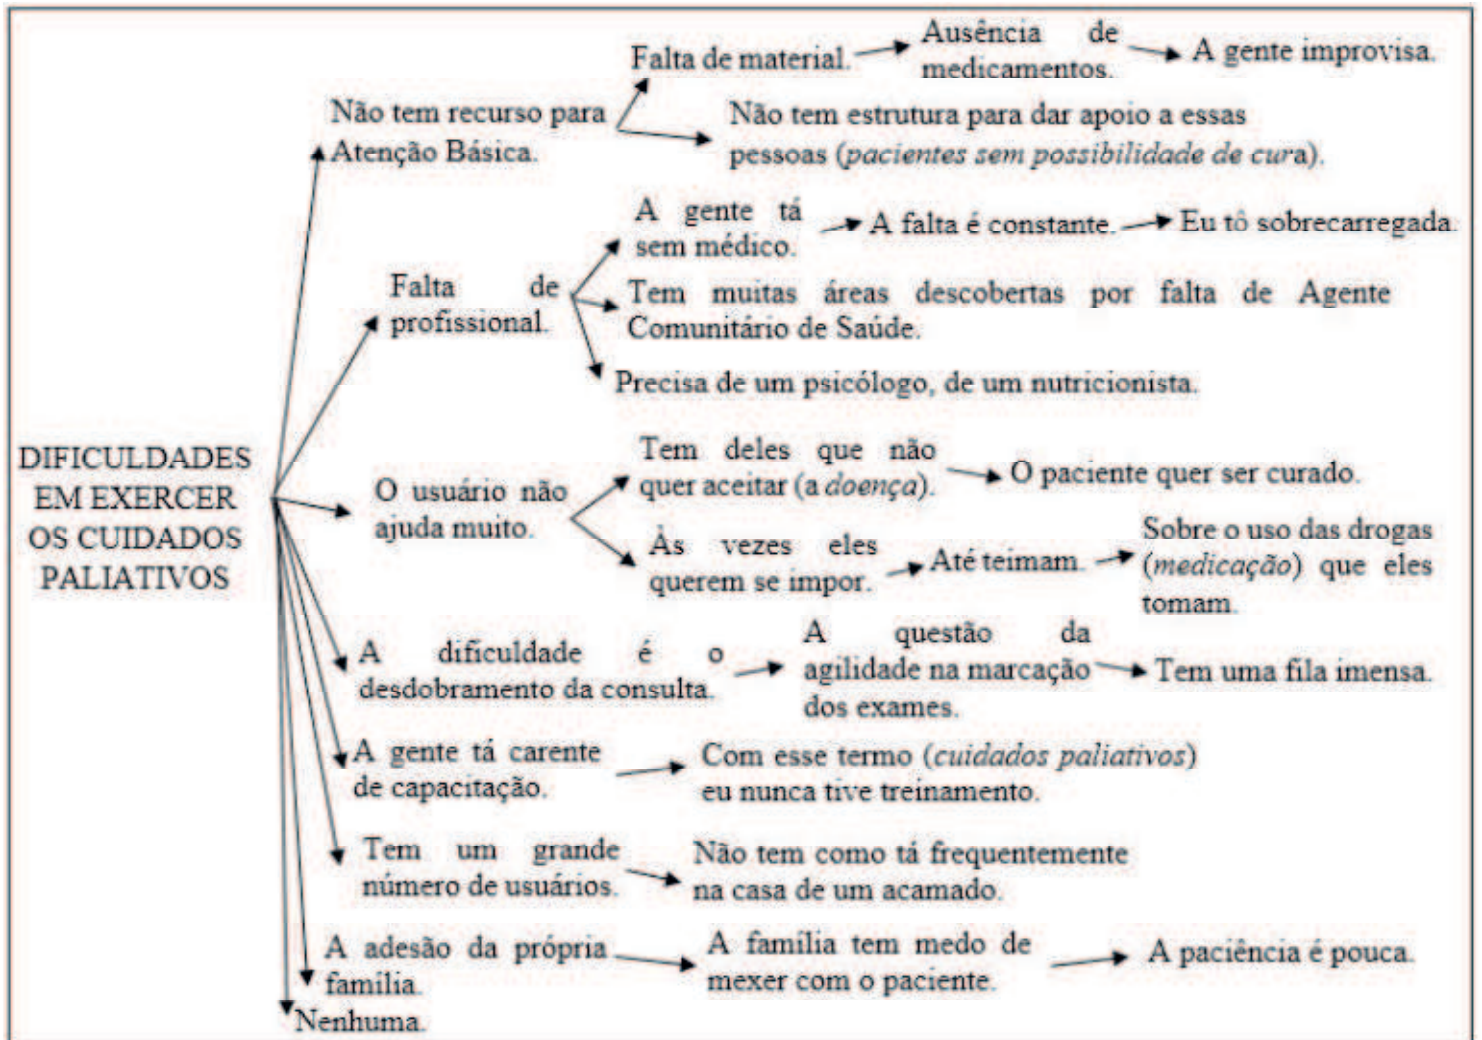 Falta de material.
Ausência de
medicamentos.
A gente improvisa.
Não tem recurso para
Atenção Básica.
Não tem estrutura para dar apoio a essas
pessoas (pacientes sem possibilidade de cura).
A gente tá
sem médico.
A falta é constante.
Eu tô sobrecarregada.
Falta de
profissional.
Tem muitas áreas descobertas por falta de Agente
Comunitário de Saúde.
Precisa de um psicólogo, de um nutricionista.
DIFICULDADES
EM EXERCER
OS CUIDADOS
PALIATIVOS
O usuário não
ajuda muito.
Tem deles que não
quer aceitar (a doença).
O paciente quer ser curado.
Às vezes eles
querem se impor.
Até teimam.
Sobre o uso das drogas
(medicação) que eles
tomam.
A dificuldade é o
desdobramento da consulta.
A questão da
agilidade na marcação
dos exames.
Tem uma fila imensa.
A gente tá carente
de capacitação.
Com esse termo (cuidados paliativos)
eu nunca tive treinamento.
Tem um grande
número de usuários.
Não tem como tá frequentemente
na casa de um acamado.
A adesão da própria
família.
A família tem medo de
mexer com o paciente.
A paciência é pouca.
Nenhuma.